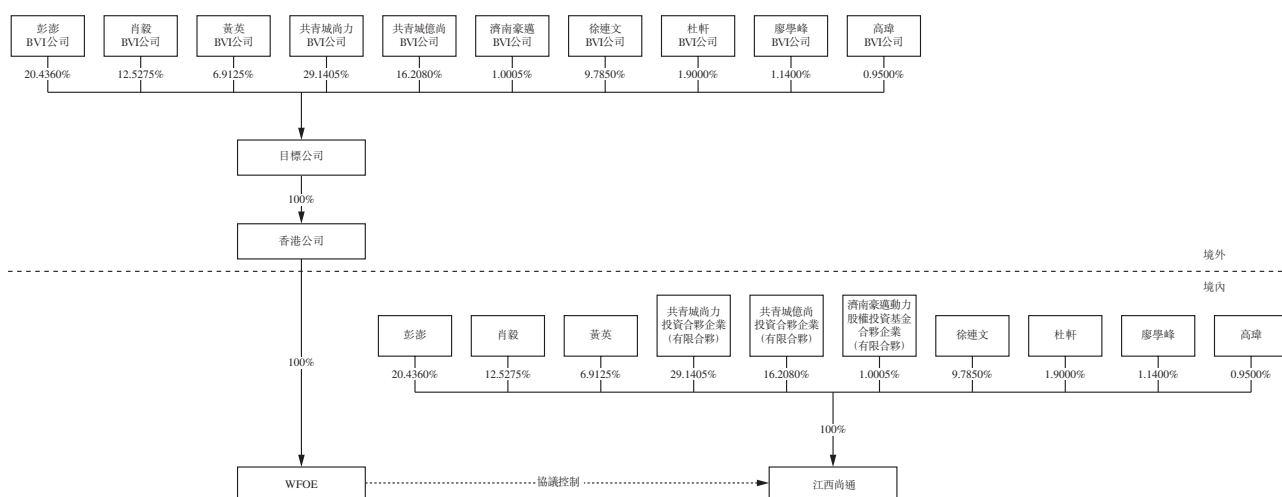 彭澎
BVI公司
肖毅
BVI公司
黃英
BVI公司
共青城尚力
BVI公司
共青城億尚
BVI公司
濟南豪邁
BVI公司
徐連文
BVI公司
杜軒
BVI公司
廖學峰
BVI公司
高瑋
BVI公司
20.4360%
12.5275%
6.9125%
29.1405%
16.2080%
1.0005%
9.7850%
1.9000%
1.1400%
0.9500%
目標公司
100%
香港公司
境外
境內
彭澎
肖毅
黃英
共青城尚力
投資合夥企業
(有限合夥)
共青城億尚
投資合夥企業
(有限合夥)
濟南豪邁動力
股權投資基金
合夥企業
(有限合夥)
徐連文
杜軒
廖學峰
高瑋
20.4360%
12.5275%
6.9125%
29.1405%
16.2080%
1.0005%
9.7850%
1.9000%
1.1400%
0.9500%
100%
100%
WFOE
協議控制
江西尚通